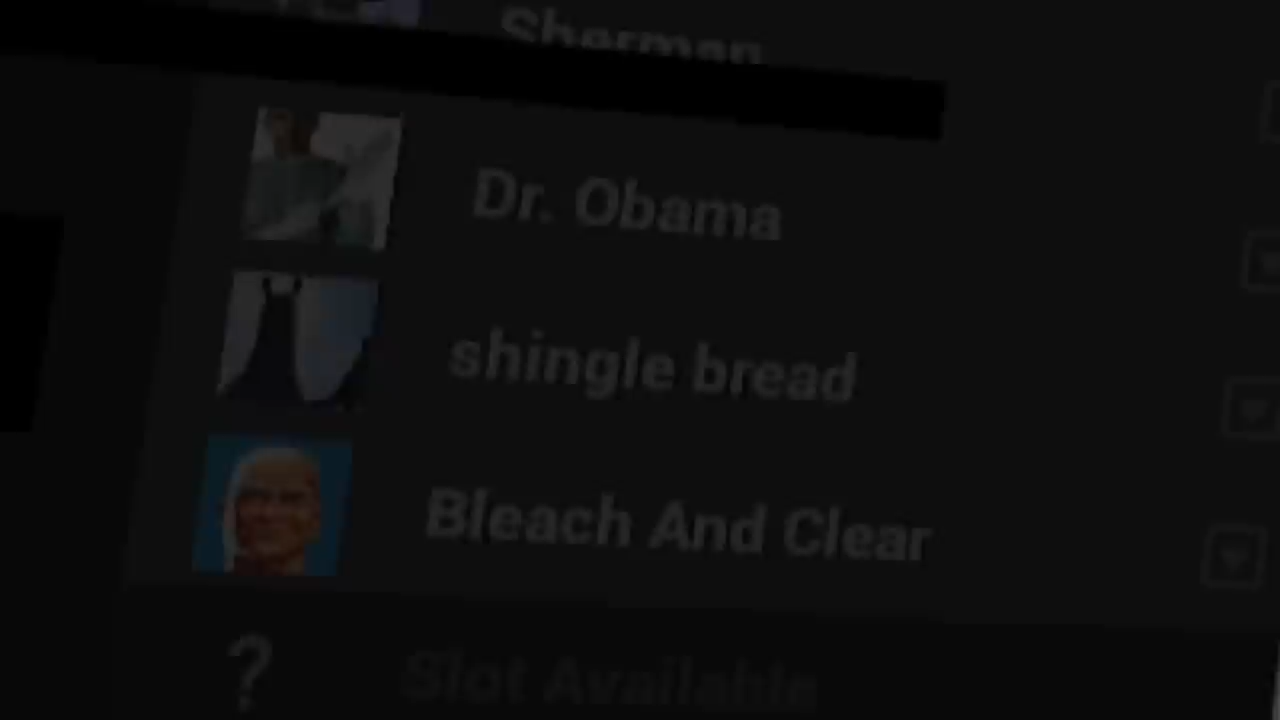 Sherman
Dr. Obama
shingle bread
Bleach And Clear
?
Slot Available